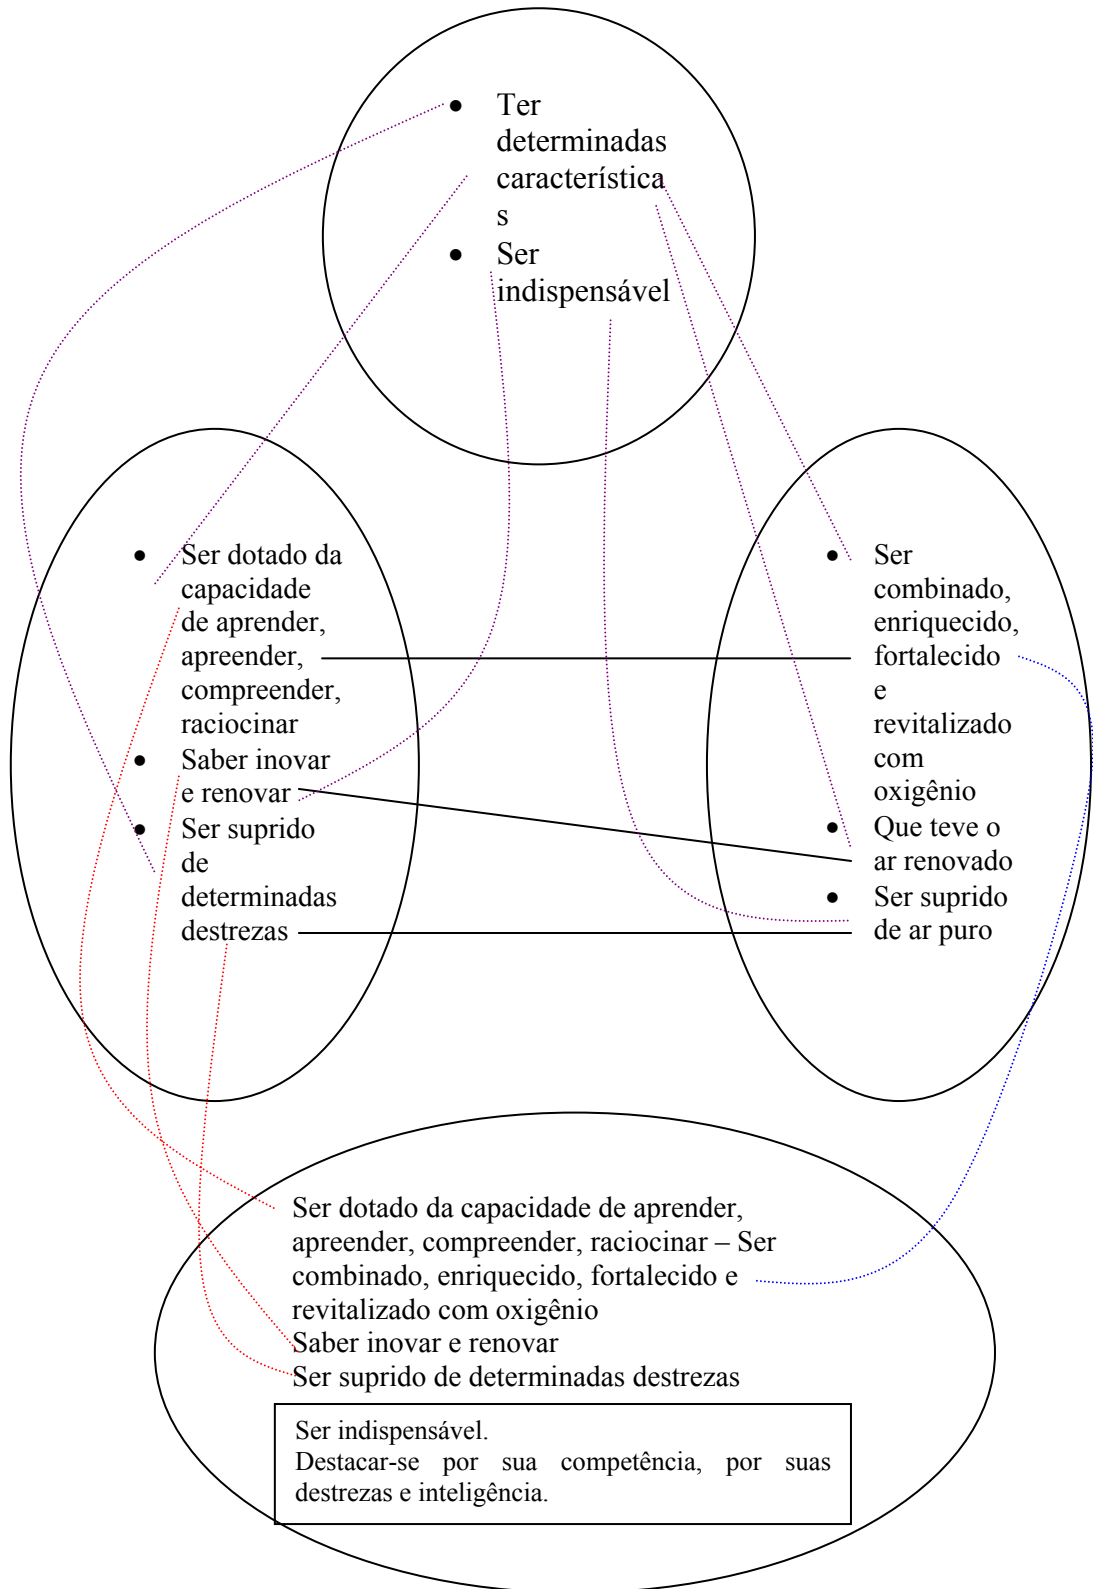 • Ter
determinadas
característica
s
• Ser
indispensável
• Ser dotado da
capacidade
de aprender,
apreender,
compreender,
raciocinar
• Saber inovar
e renovar
• Ser suprido
de
determinadas
destrezas
• Ser
combinado,
enriquecido,
fortalecido
e
revitalizado
com
oxigênio
• Que teve o
ar renovado
• Ser suprido
de ar puro
Ser dotado da capacidade de aprender,
apreender, compreender, raciocinar – Ser
combinado, enriquecido, fortalecido e
revitalizado com oxigênio
Saber inovar e renovar
Ser suprido de determinadas destrezas
Ser indispensável.
Destacar-se por sua competência, por suas
destrezas e inteligência.